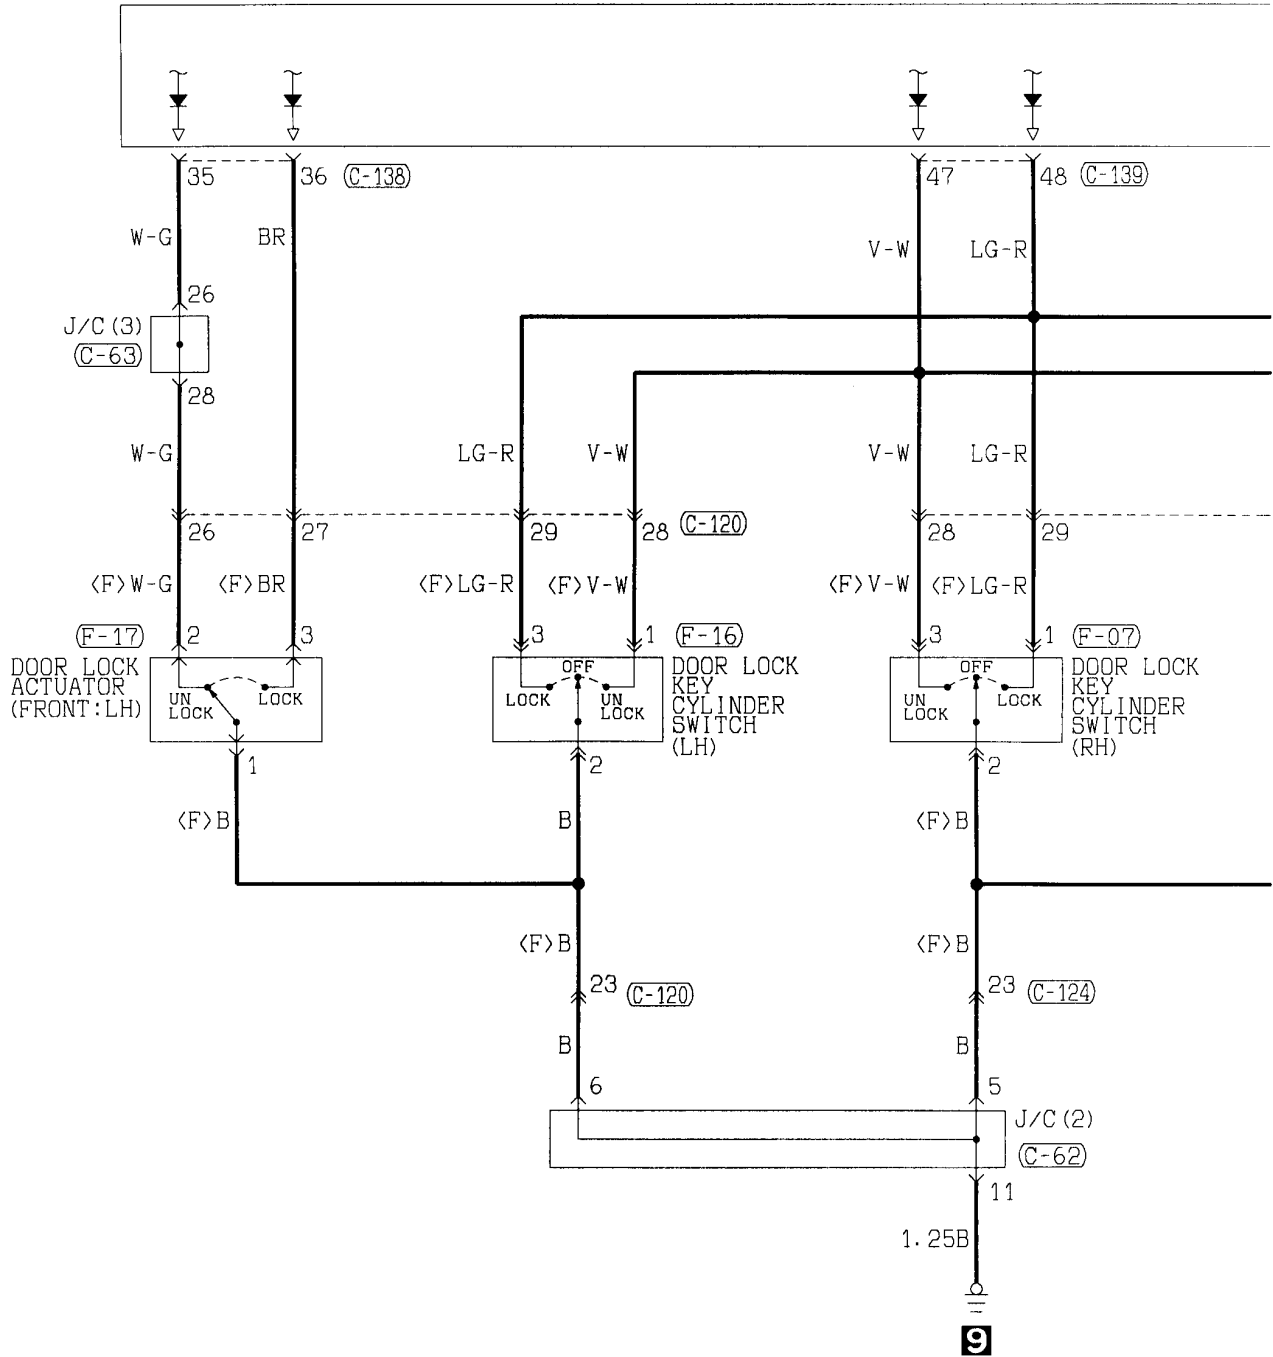 35 36 (C-138) 47 48 (C-139)
W-G BR V-W LG-R
26
J/C(3)
(C-63)
28
W-G LG-R V-W V-W LG-R
26 27 29 28 (C-120) 28 29
<F>W-G <F>BR <F>LG-R <F>V-W <F>V-W <F>LG-R
(F-17) 2 3 3 1 (F-16) 3 1 (F-07)
DOOR LOCK
ACTUATOR
(FRONT:LH)
UN
LOCK
LOCK
OFF
LOCK
UN
LOCK
DOOR LOCK
KEY
CYLINDER
SWITCH
(LH)
OFF
UN
LOCK
LOCK
DOOR LOCK
KEY
CYLINDER
SWITCH
(RH)
1 2 2
<F>B B <F>B
<F>B <F>B
23 (C-120) 23 (C-124)
B B
6 5
J/C(2)
(C-62)
11
1.25B
9